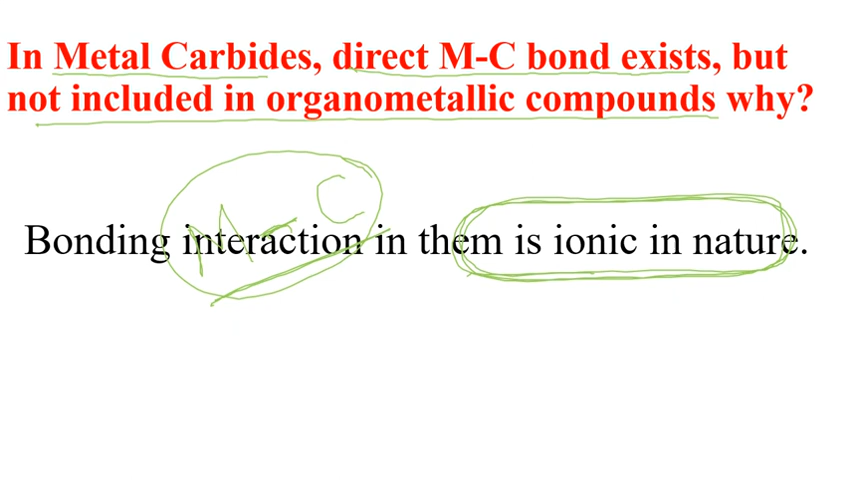 In Metal Carbides, direct M-C bond exists, but
not included in organometallic compounds why?
M-C
Bonding interaction in them is ionic in nature.